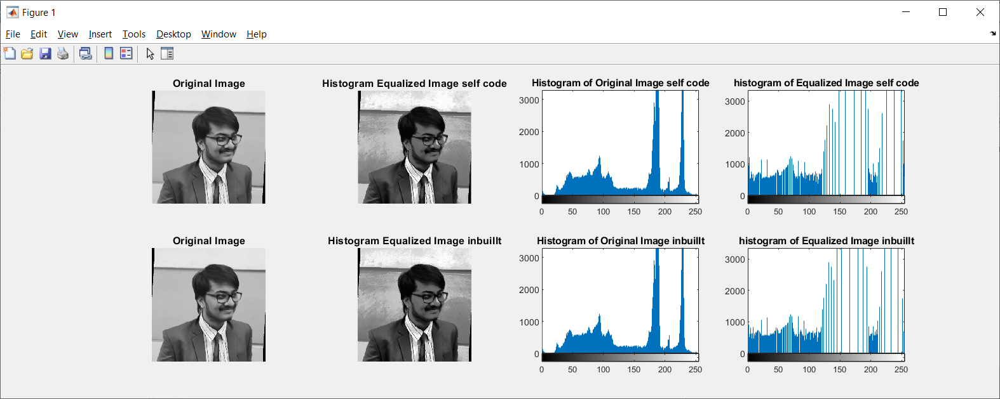 Figure 1
File Edit View Insert Tools Desktop Window Help
Original Image
Histogram Equalized Image self code
Histogram of Original Image self code
histogram of Equalized Image self code
3000
2000
1000
0
0 50 100 150 200 250
3000
2000
1000
0
0 50 100 150 200 250
Original Image
Histogram Equalized Image inbuillt
Histogram of Original Image inbuillt
histogram of Equalized Image inbuillt
3000
2000
1000
0
0 50 100 150 200 250
3000
2000
1000
0
0 50 100 150 200 250